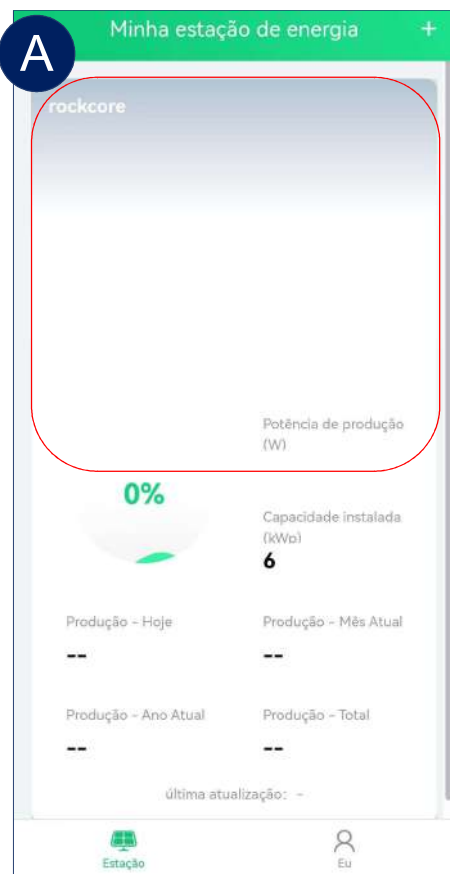 A
Minha estação de energia +
rockcore
Potência de produção
(W)
0%
Capacidade instalada
(kWp)
6
Produção - Hoje
Produção - Mês Atual
--
--
Produção - Ano Atual
Produção - Total
--
--
última atualização: -
Estação
Eu